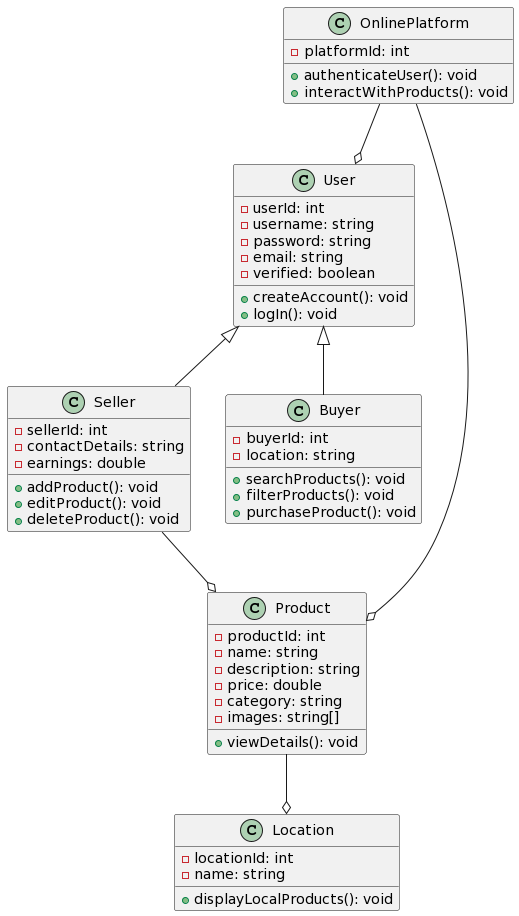 C OnlinePlatform
platformId: int
authenticateUser(): void
interactWithProducts(): void
C User
userId: int
username: string
password: string
email: string
verified: boolean
createAccount(): void
logIn(): void
C Seller
sellerId: int
contactDetails: string
earnings: double
addProduct(): void
editProduct(): void
deleteProduct(): void
C Buyer
buyerId: int
location: string
searchProducts(): void
filterProducts(): void
purchaseProduct(): void
C Product
productId: int
name: string
description: string
price: double
category: string
images: string[]
viewDetails(): void
C Location
locationId: int
name: string
displayLocalProducts(): void